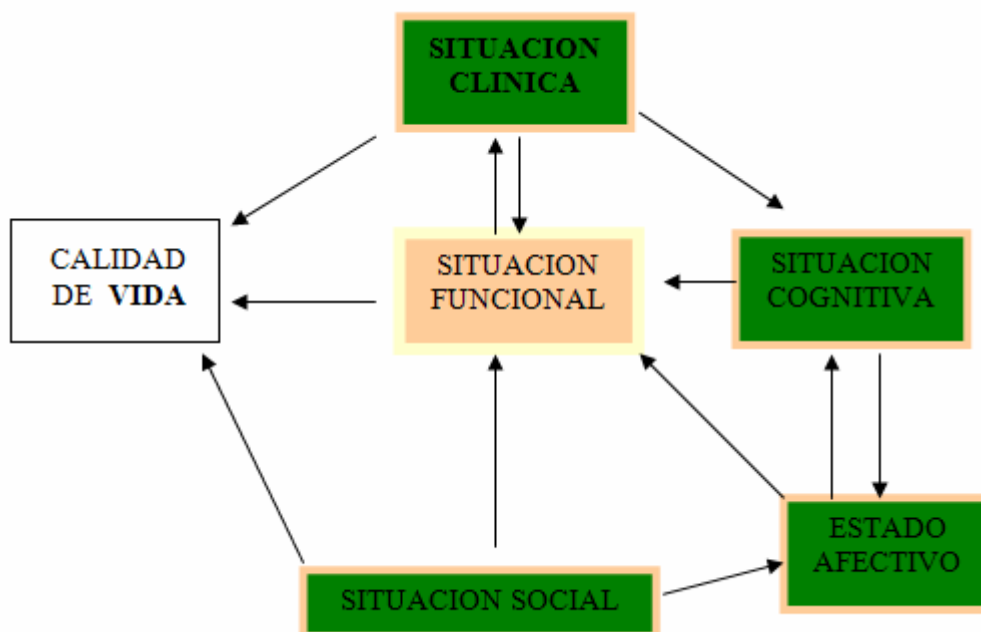 SITUACION
CLINICA
CALIDAD
DE VIDA
SITUACION
FUNCIONAL
SITUACION
COGNITIVA
ESTADO
AFECTIVO
SITUACION SOCIAL